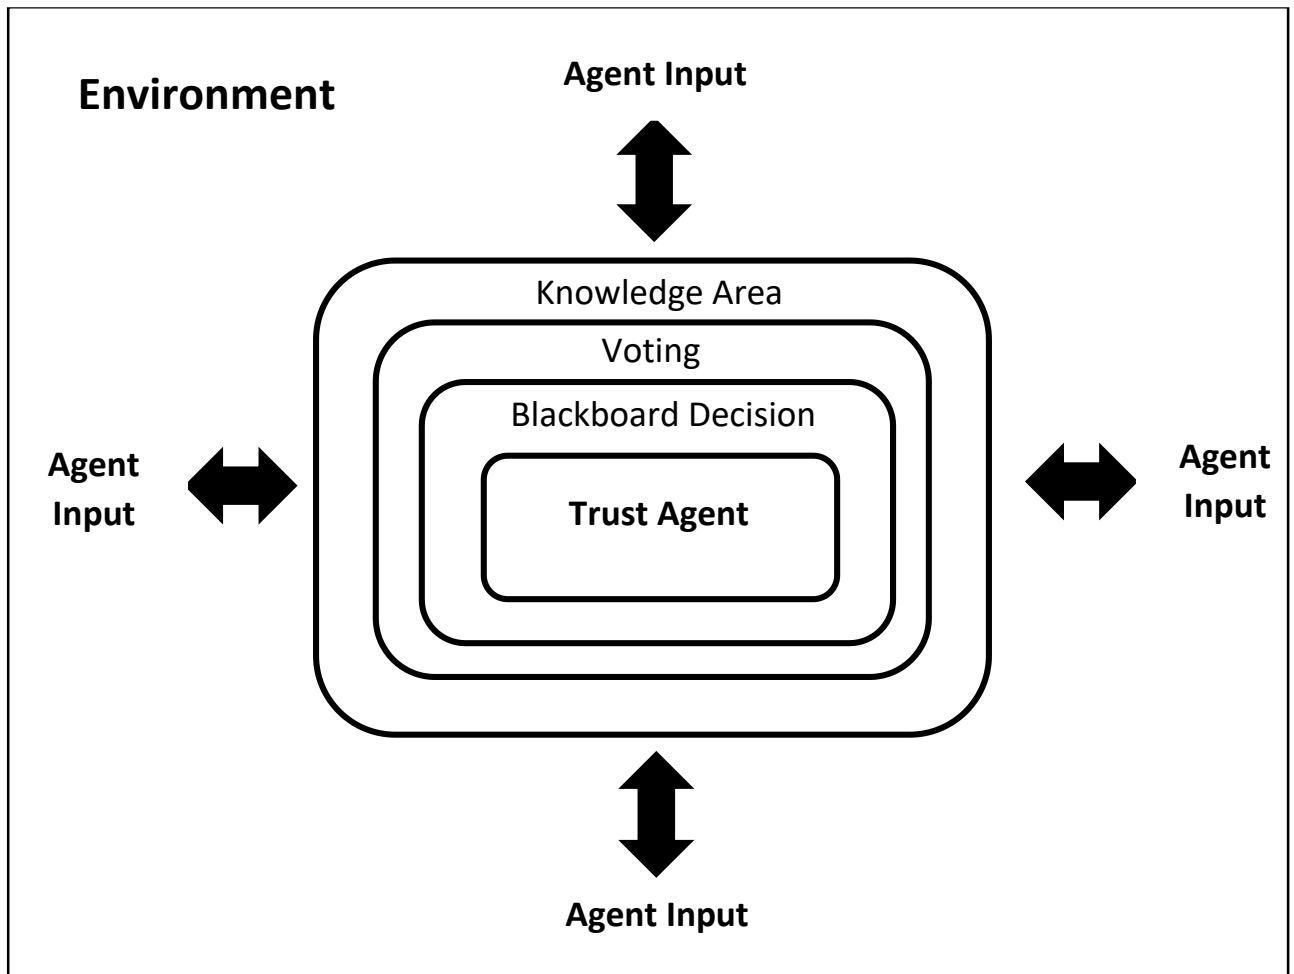 Agent Input
Environment
Knowledge Area
Voting
Blackboard Decision
Agent
Input
Trust Agent
Agent
Input
Agent Input